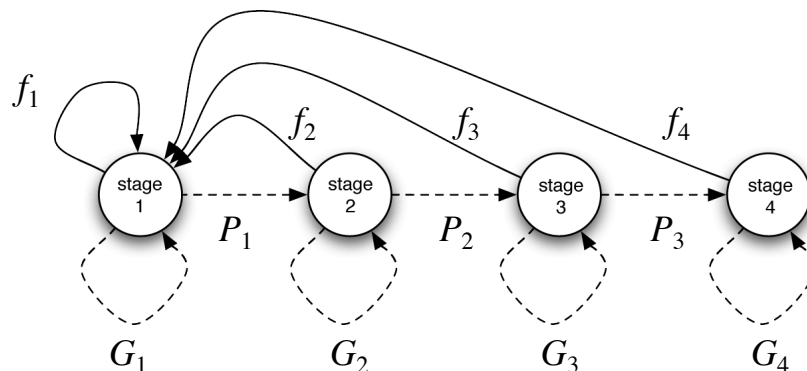 f₁
f₂
f₃
f₄
stage
1
stage
2
stage
3
stage
4
P₁
P₂
P₃
G₁
G₂
G₃
G₄